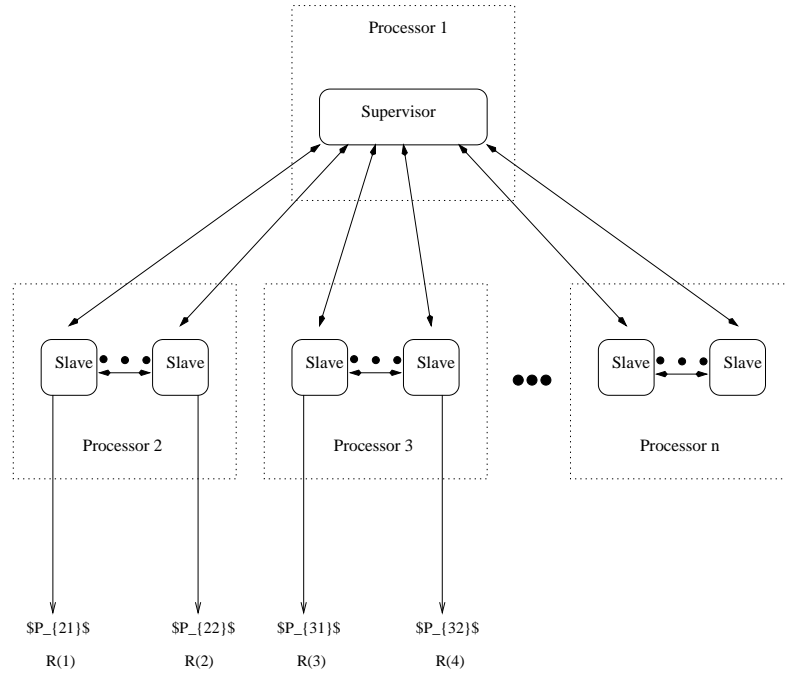 Processor 1
Supervisor
Slave Slave Slave Slave Slave Slave
Processor 2 Processor 3 Processor n
$P_{21}$ $P_{22}$ $P_{31}$ $P_{32}$
R(1) R(2) R(3) R(4)